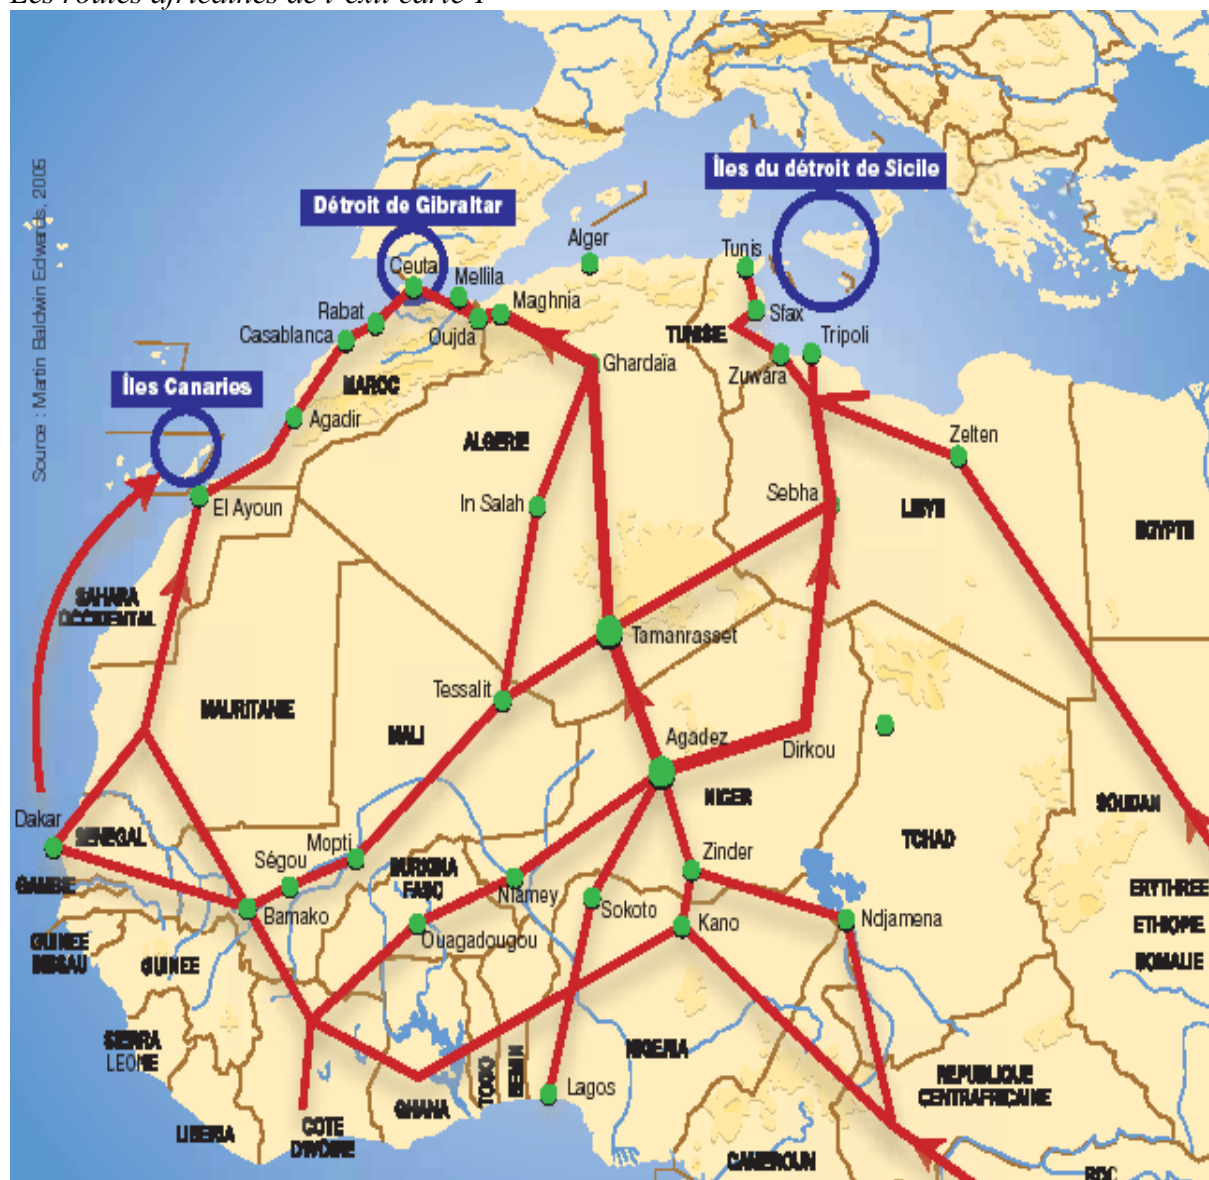 Les routes africaines de l'exil carte 1
Source : Martin Baldwin Edwards, 2005
Îles du détroit de Sicile
Détroit de Gibraltar
Îles Canaries
Alger
Tunis
Ceuta
Mellila
Maghnia
Rabat
Casablanca
Oujda
Sfax
TUNISIE
Tripoli
Zuwara
Ghardaïa
MAROC
Agadir
ALGERIE
Zelten
In Salah
Sebha
LIBYE
El Ayoun
EGYPTE
SAHARA
OCCIDENTAL
Tamanrasset
Tessalit
MAURITANIE
MALI
Agadez
Dirkou
NIGER
SOUDAN
TCHAD
Dakar
SENEGAL
Mopti
Ségou
BURKINA
FASO
Zinder
GAMBIE
Bamako
Niamey
Sokoto
Kano
Ndjamena
ERYTHREE
ETHIOPIE
SOMALIE
Ouagadougou
GUINEE
BISSAU
GUINEE
SIERRA
LEONE
NIGERIA
TOGO
BENIN
Lagos
REPUBLIQUE
CENTRAFRICAINE
GHANA
LIBERIA
COTE
D'IVOIRE
CAMEROUN
RDC